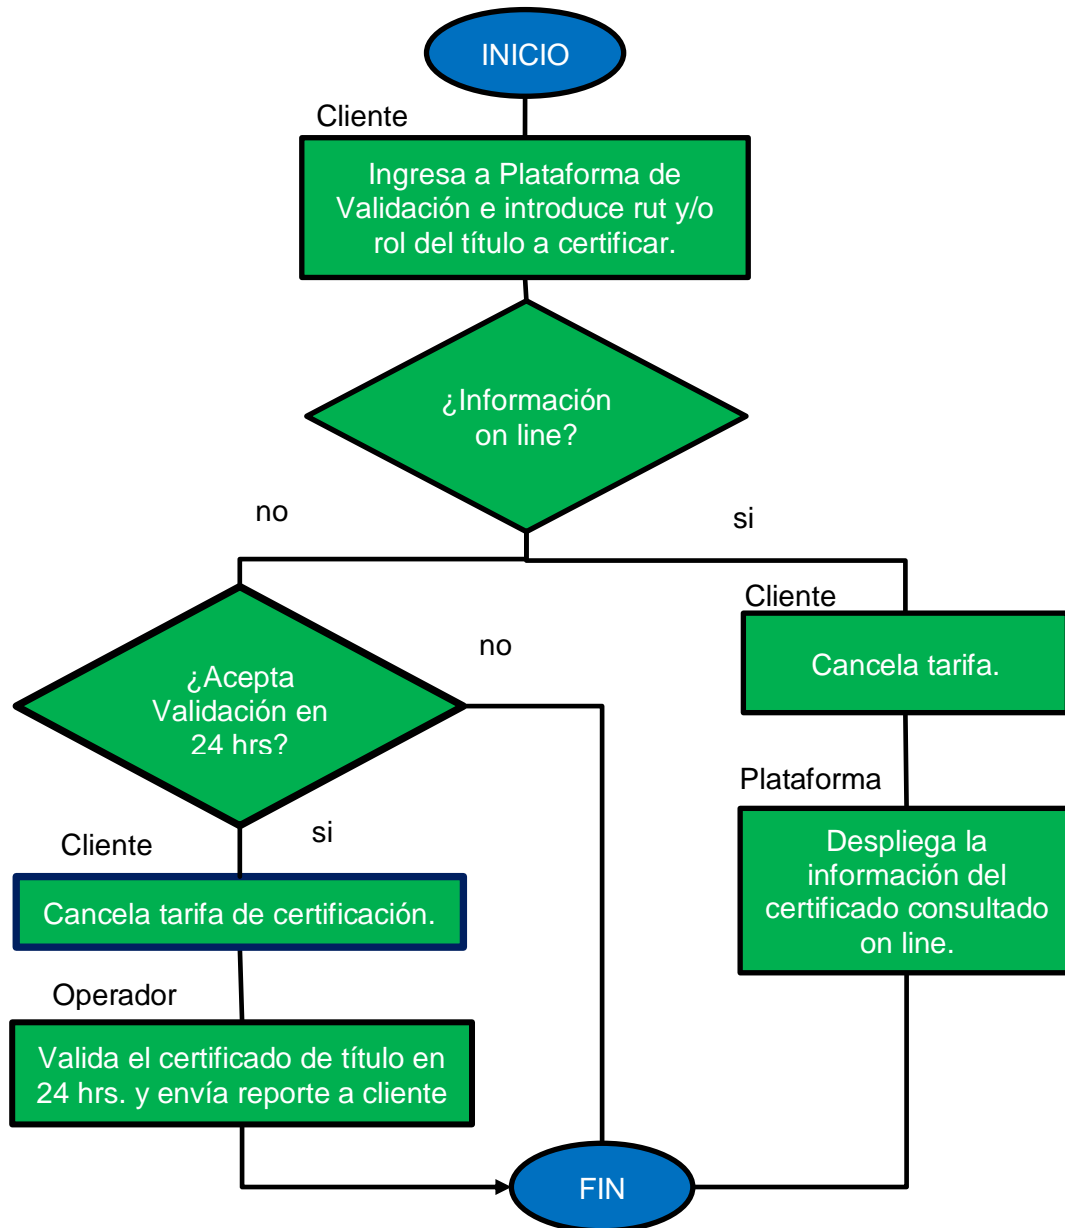 INICIO
Cliente
Ingresa a Plataforma de
Validación e introduce rut y/o
rol del título a certificar.
¿Información
on line?
no
si
Cliente
Cancela tarifa.
¿Acepta
Validación en
24 hrs?
no
Plataforma
Despliega la
información del
certificado consultado
on line.
si
Cliente
Cancela tarifa de certificación.
Operador
Valida el certificado de título en
24 hrs. y envía reporte a cliente
FIN